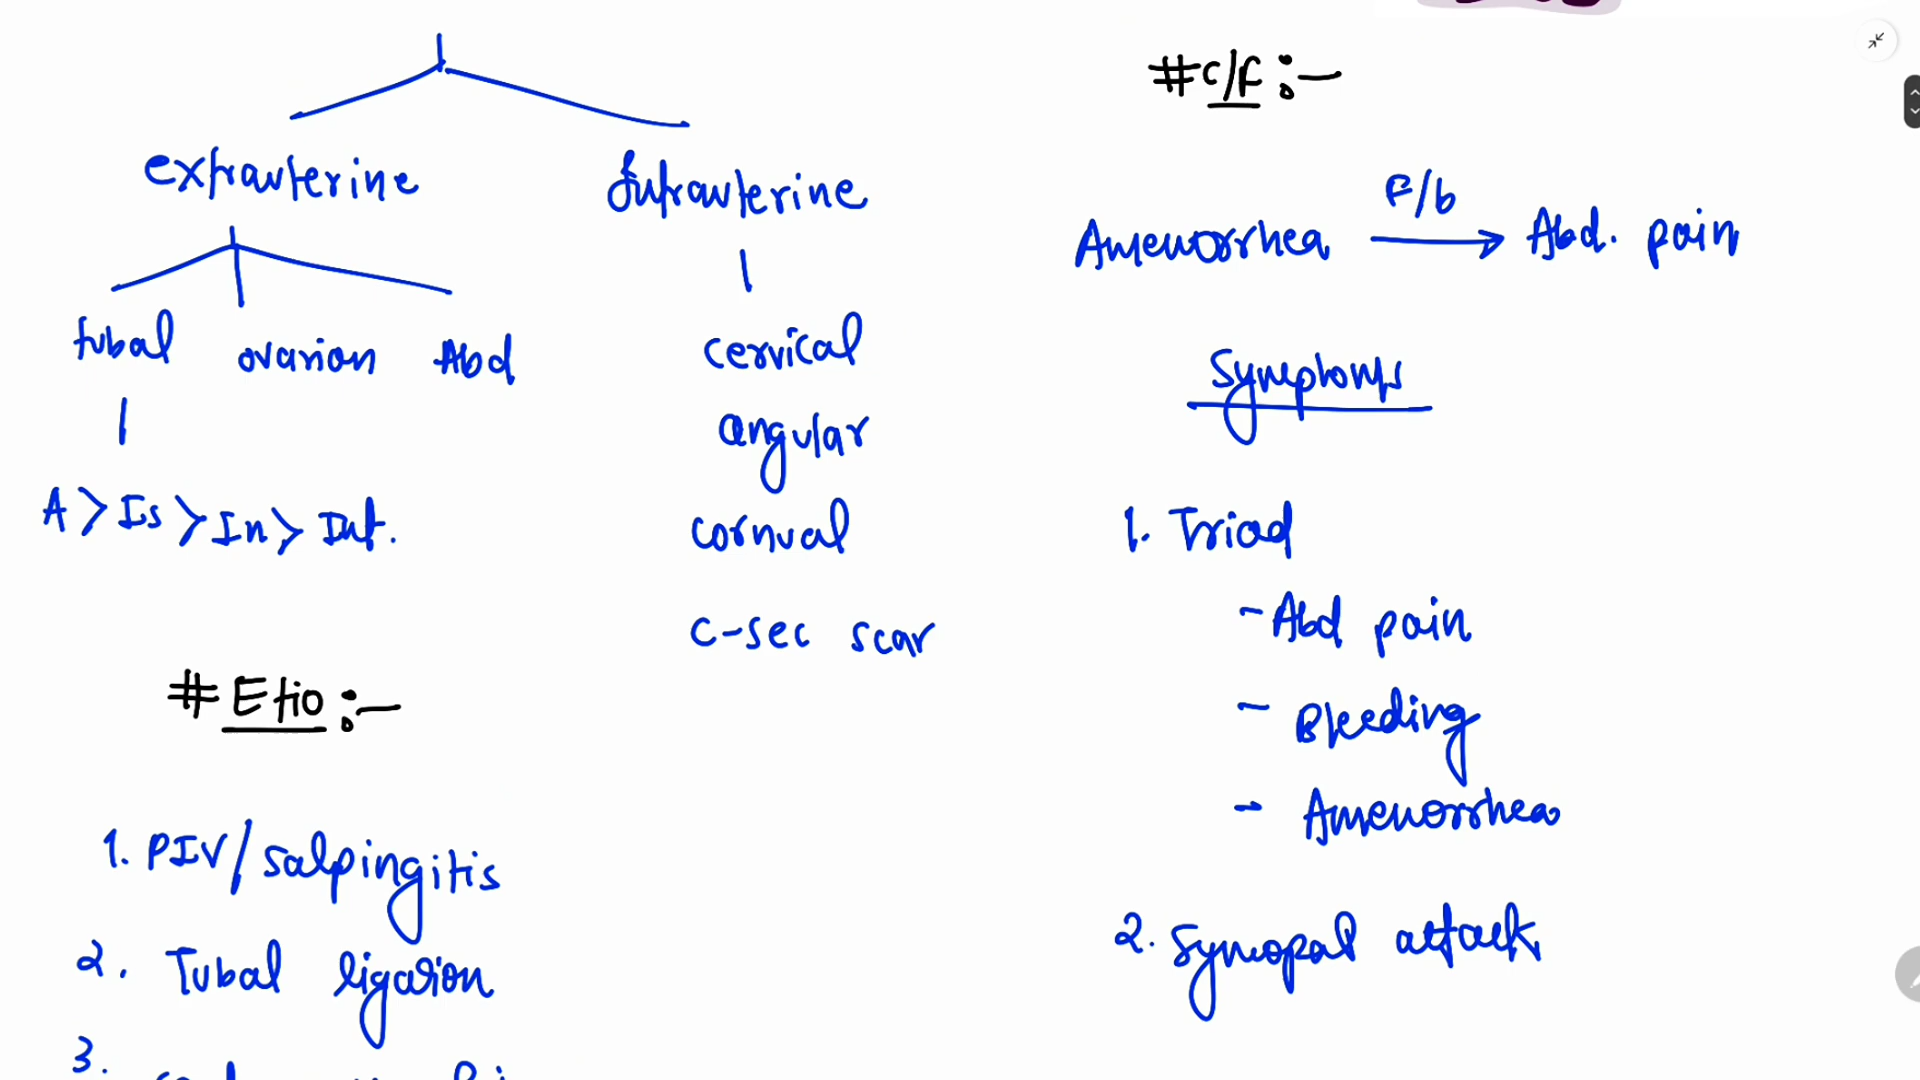 extrauterine Intrauterine
tubal ovarian Abd
A > Is > In > Int.
cervical
angular
cornual
c-sec scar
# Etio :-
1. PIV/salpingitis
2. Tubal ligation
3.
# C/F :-
Amenorrhea F/b → Abd. pain
Symptoms
1. Triad
- Abd pain
- Bleeding
- Amenorrhea
2. Syncopal attack